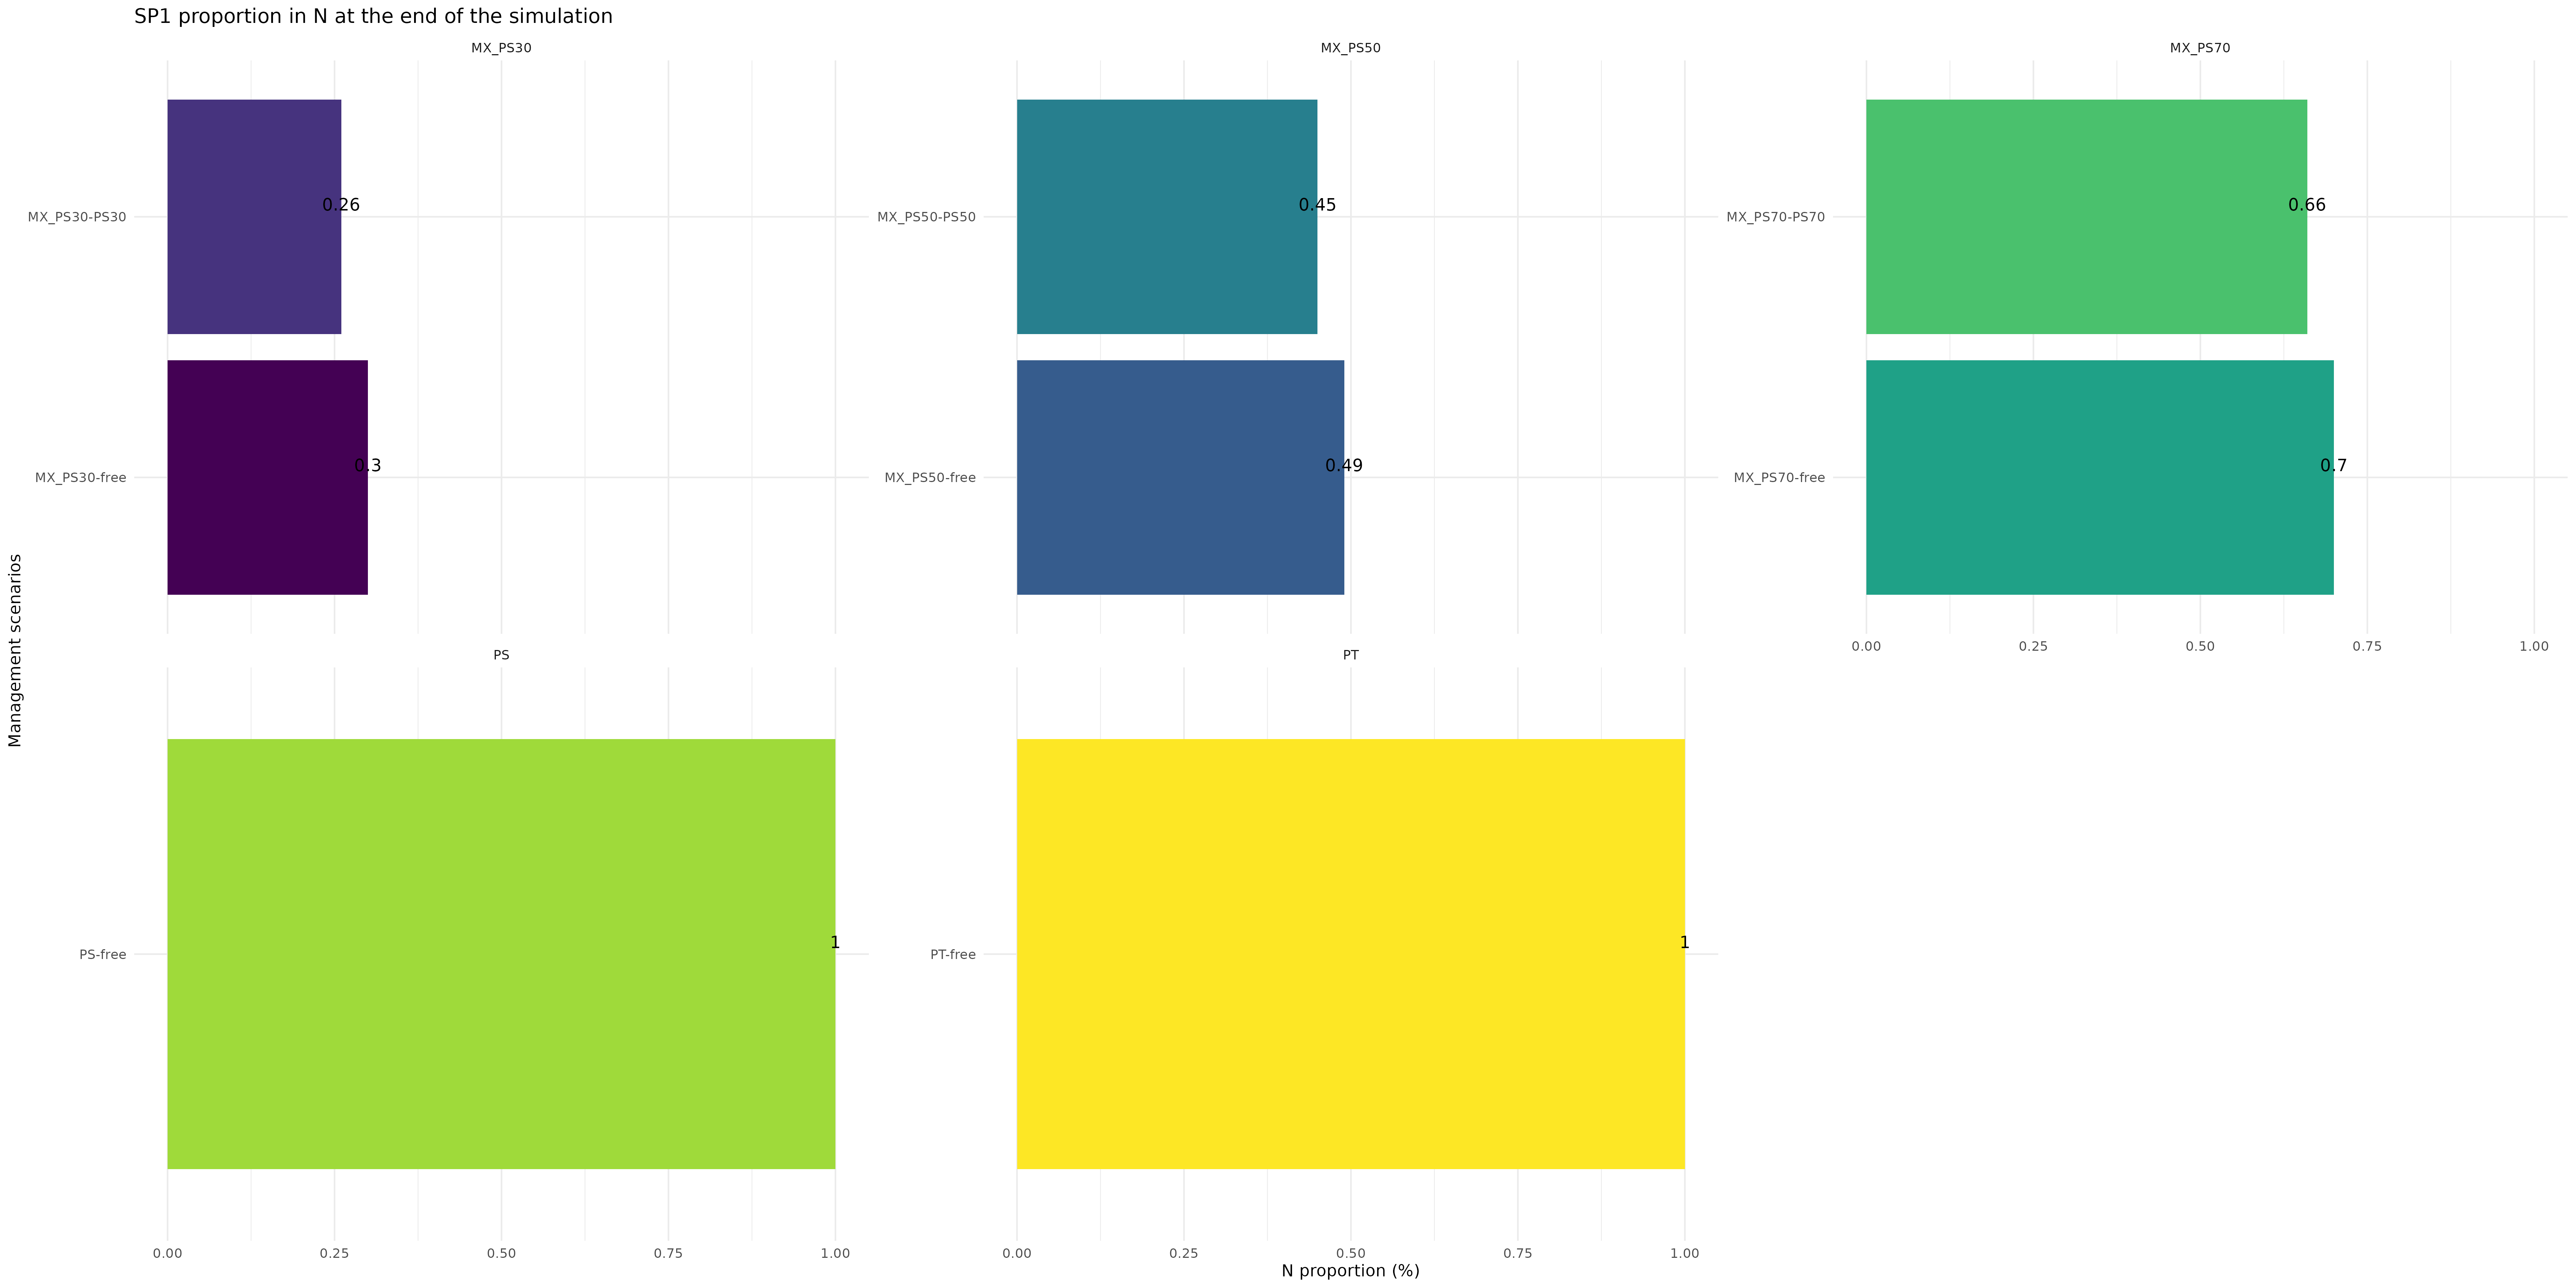 SP1 proportion in N at the end of the simulation
MX_PS30
MX_PS50
MX_PS70
MX_PS30-PS30
0.26
MX_PS50-PS50
0.45
MX_PS70-PS70
0.66
MX_PS30-free
0.3
MX_PS50-free
0.49
MX_PS70-free
0.7
0.00 0.25 0.50 0.75 1.00
Management scenarios
PS
PT
PS-free
1
PT-free
1
0.00 0.25 0.50 0.75 1.00
0.00 0.25 0.50 0.75 1.00
N proportion (%)